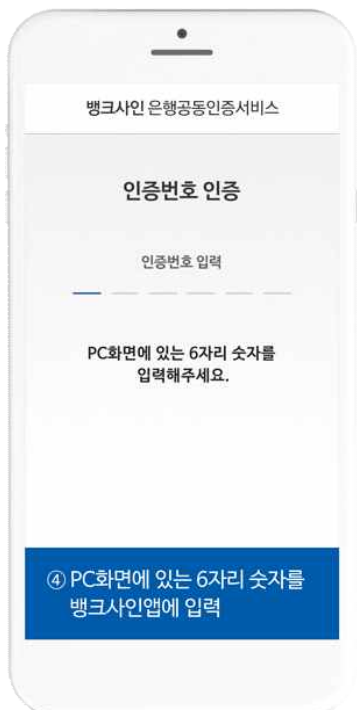 뱅크사인 은행공동인증서비스
인증번호 인증
인증번호 입력
PC화면에 있는 6자리 숫자를
입력해주세요.
④ PC화면에 있는 6자리 숫자를
뱅크사인앱에 입력